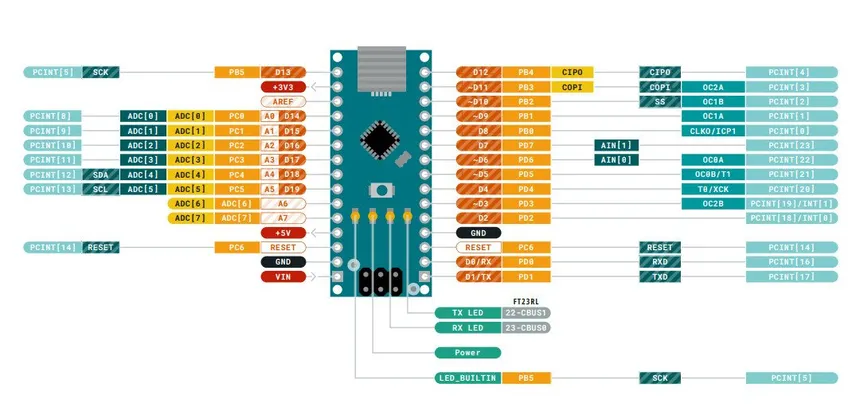 PCINT[5] SCK PB5 D13
+3V3
AREF
PCINT[8] ADC[0] ADC[0] PC0 A0 D14
PCINT[9] ADC[1] ADC[1] PC1 A1 D15
PCINT[10] ADC[2] ADC[2] PC2 A2 D16
PCINT[11] ADC[3] ADC[3] PC3 A3 D17
PCINT[12] SDA ADC[4] ADC[4] PC4 A4 D18
PCINT[13] SCL ADC[5] ADC[5] PC5 A5 D19
ADC[6] ADC[6] A6
ADC[7] ADC[7] A7
+5V
PCINT[14] RESET PC6 RESET
GND
VIN
D12 PB4 CIPO CIPO PCINT[4]
~D11 PB3 COPI COPI OC2A PCINT[3]
~D10 PB2 SS OC1B PCINT[2]
~D9 PB1 OC1A PCINT[1]
D8 PB0 CLKO/ICP1 PCINT[0]
D7 PD7 AIN[1] PCINT[23]
~D6 PD6 AIN[0] OC0A PCINT[22]
~D5 PD5 OC0B/T1 PCINT[21]
D4 PD4 T0/XCK PCINT[20]
~D3 PD3 OC2B PCINT[19]/INT[1]
D2 PD2 PCINT[18]/INT[0]
GND
RESET PC6 RESET PCINT[14]
D0/RX PD0 RXD PCINT[16]
D1/TX PD1 TXD PCINT[17]
FT23RL
TX LED 22-CBUS1
RX LED 23-CBUS0
Power
LED_BUILTIN PB5 SCK PCINT[5]